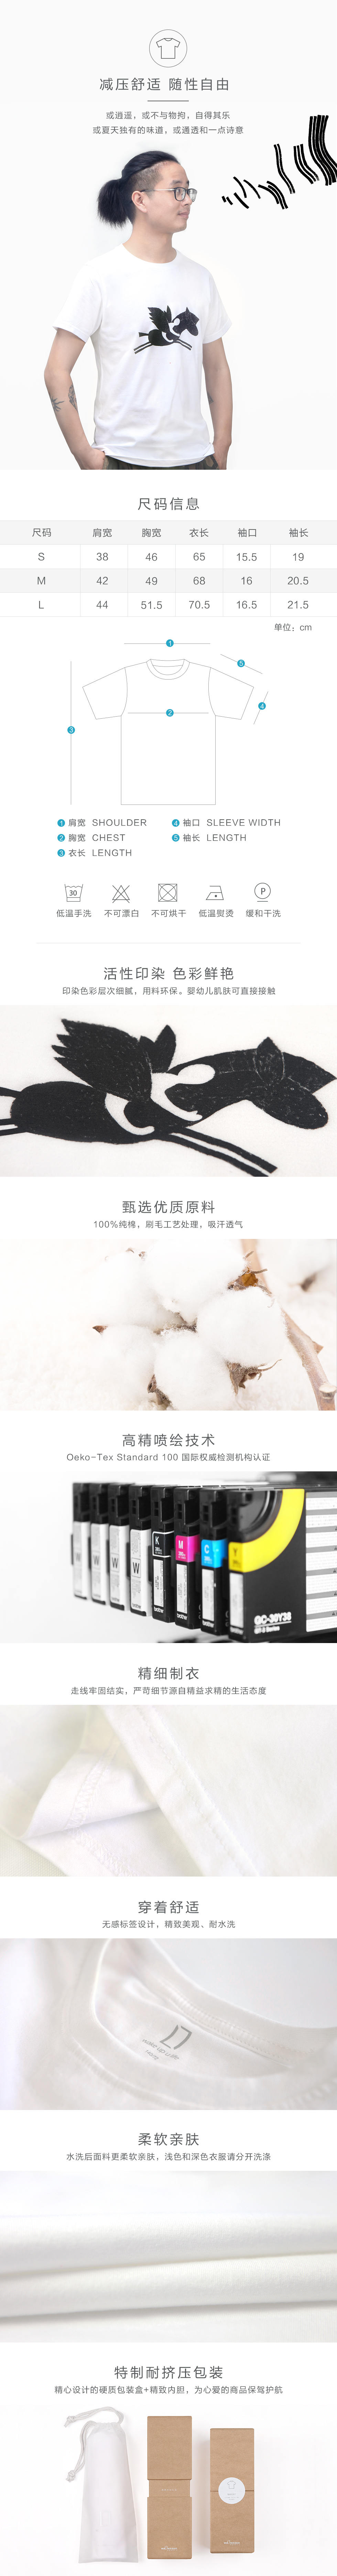 减压舒适 随性自由
或逍遥，或不与物拘，自得其乐
或夏天独有的味道，或通透和一点诗意
尺码信息
尺码 肩宽 胸宽 衣长 袖口 袖长
S 38 46 65 15.5 19
M 42 49 68 16 20.5
L 44 51.5 70.5 16.5 21.5
单位：cm
1
5
4
2
3
1 肩宽 SHOULDER 4 袖口 SLEEVE WIDTH
2 胸宽 CHEST 5 袖长 LENGTH
3 衣长 LENGTH
30 P
低温手洗 不可漂白 不可烘干 低温熨烫 缓和干洗
活性印染 色彩鲜艳
印染色彩层次细腻，用料环保。婴幼儿肌肤可直接接触
甄选优质原料
100%纯棉，刷毛工艺处理，吸汗透气
高精喷绘技术
Oeko-Tex Standard 100 国际权威检测机构认证
W W K M C Y
brother
GC-30Y38
精细制衣
走线牢固结实，严苛细节源自精益求精的生活态度
穿着舒适
无感标签设计，精致美观、耐水洗
柔软亲肤
水洗后面料更柔软亲肤，浅色和深色衣服请分开洗涤
特制耐挤压包装
精心设计的硬质包装盒+精致内胆，为心爱的商品保驾护航